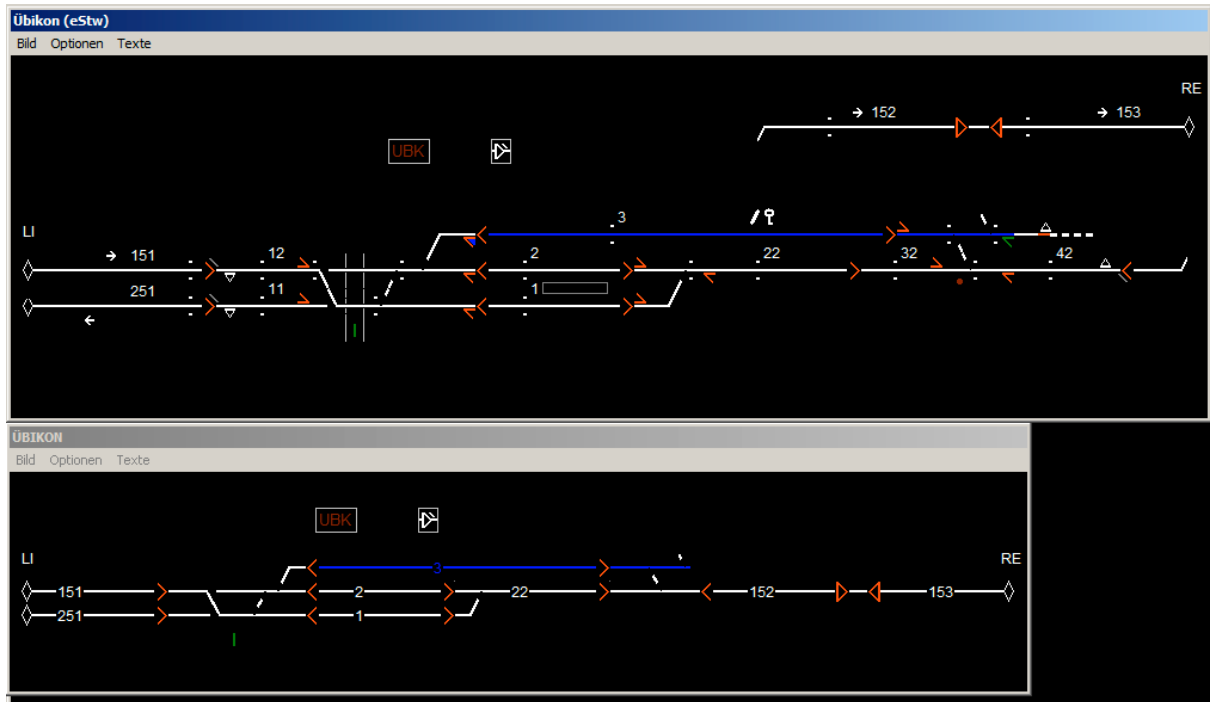 Übikon (eStw)
Bild Optionen Texte
RE
152 153
UBK
3
LI
151 12 2 22 32 42
251 11 1
ÜBIKON
Bild Optionen Texte
UBK
LI RE
3
151 2 22 152 153
251 1